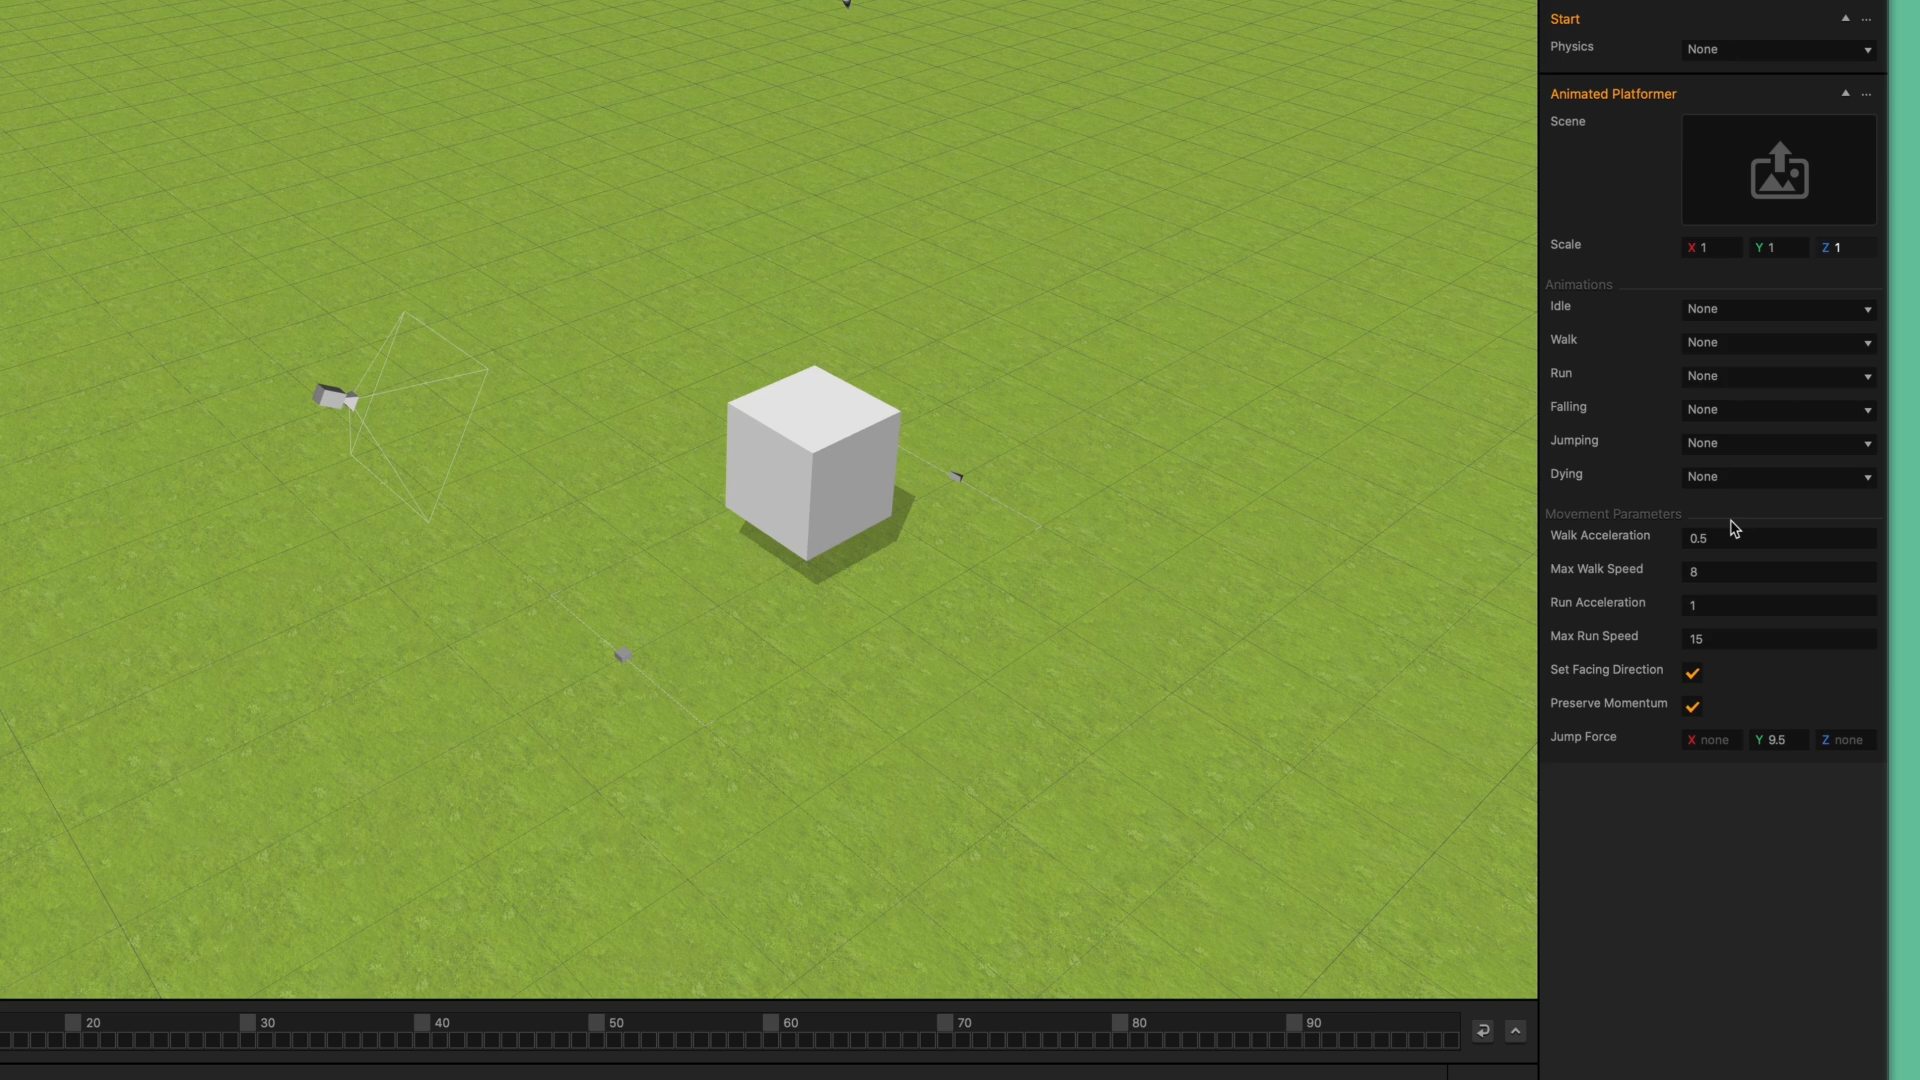 Start
Physics None
Animated Platformer
Scene
Scale X 1 Y 1 Z 1
Animations
Idle None
Walk None
Run None
Falling None
Jumping None
Dying None
Movement Parameters
Walk Acceleration 0.5
Max Walk Speed 8
Run Acceleration 1
Max Run Speed 15
Set Facing Direction
Preserve Momentum
Jump Force X none Y 9.5 Z none
20 30 40 50 60 70 80 90